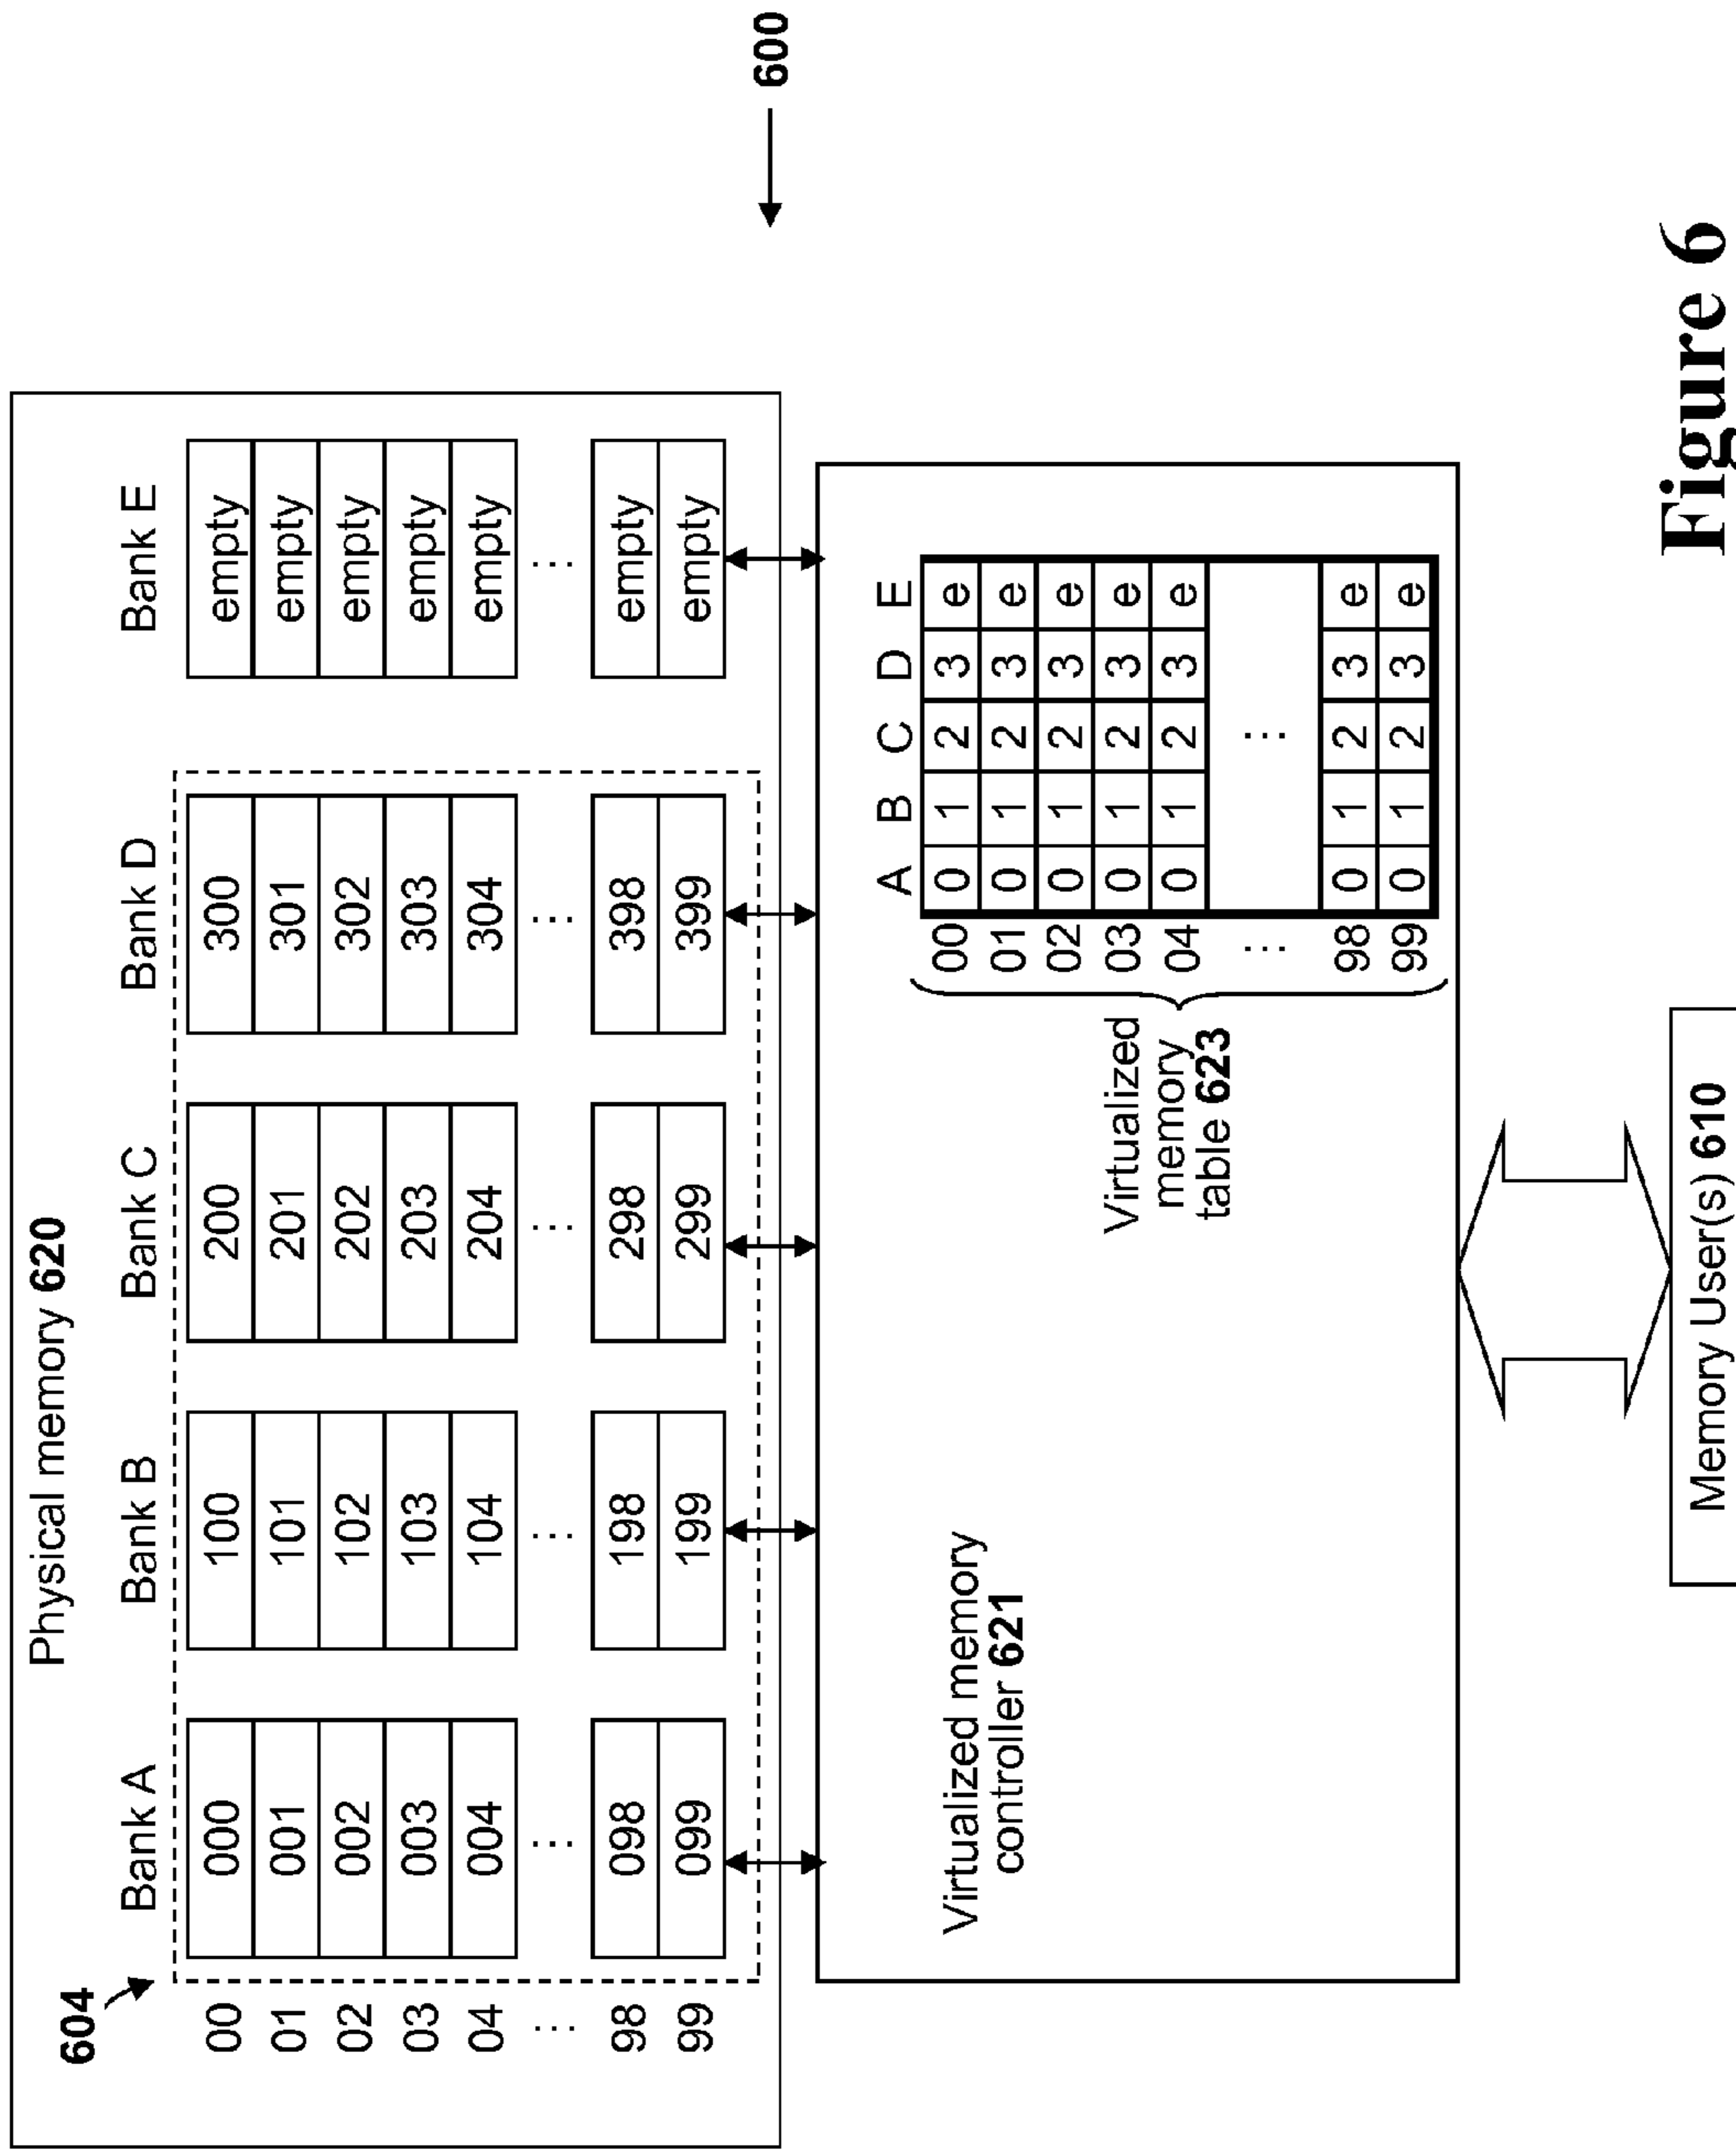 Physical memory 620
604
Bank A Bank B Bank C Bank D Bank E
00 000 100 200 300 empty
01 001 101 201 301 empty
02 002 102 202 302 empty
03 003 103 203 303 empty
04 004 104 204 304 empty
... ... ... ... ... ...
98 098 198 298 398 empty
99 099 199 299 399 empty
600
Virtualized memory
controller 621
Virtualized
memory
table 623
A B C D E
00 0 1 2 3 e
01 0 1 2 3 e
02 0 1 2 3 e
03 0 1 2 3 e
04 0 1 2 3 e
... ...
98 0 1 2 3 e
99 0 1 2 3 e
Memory User(s) 610
Figure 6